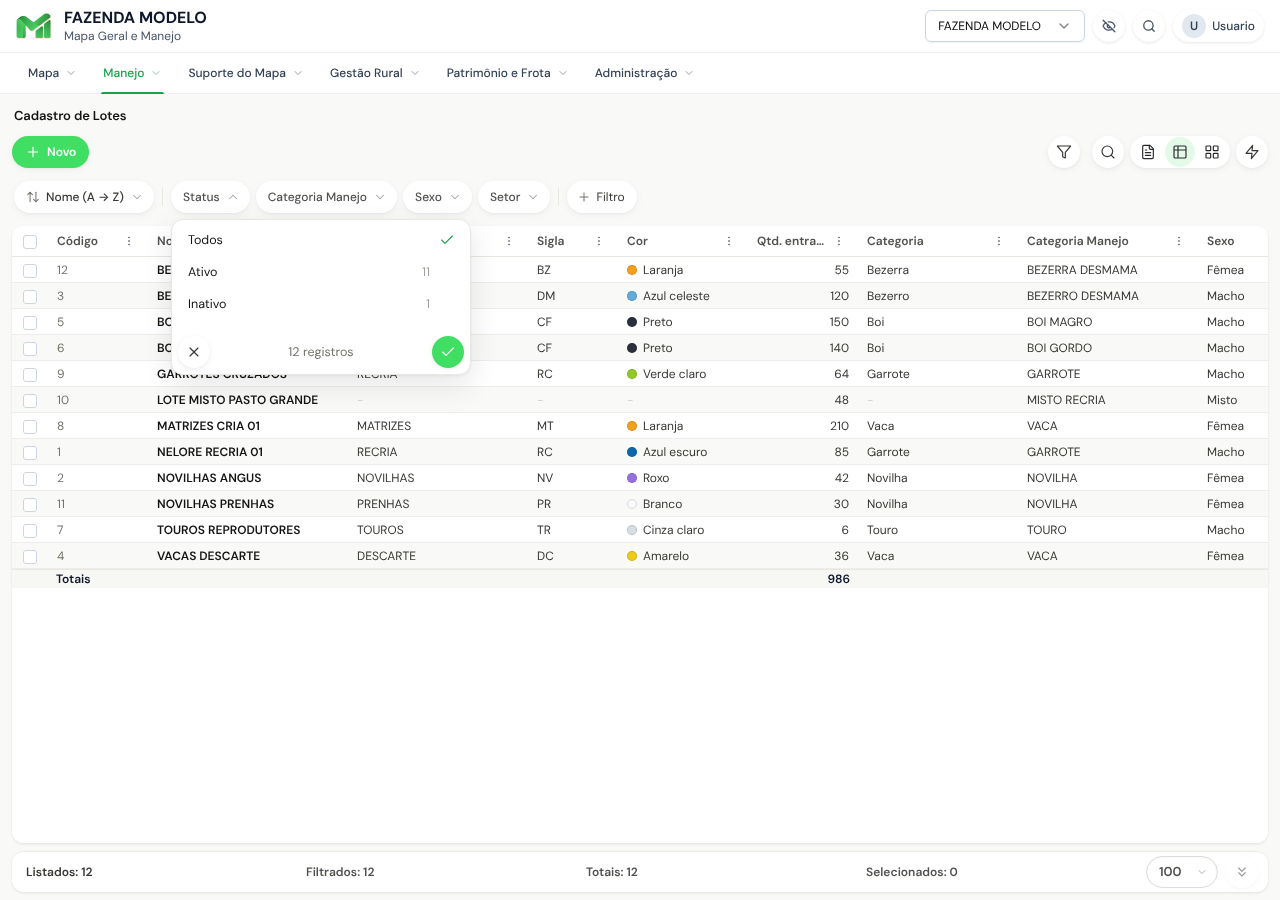 FAZENDA MODELO
Mapa Geral e Manejo
FAZENDA MODELO
U Usuario
Mapa Manejo Suporte do Mapa Gestão Rural Patrimônio e Frota Administração
Cadastro de Lotes
Novo
Nome (A → Z) Status Categoria Manejo Sexo Setor Filtro
Código Sigla Cor Qtd. entra... Categoria Categoria Manejo Sexo
Todos
Ativo 11
Inativo 1
12 registros
12 BZ Laranja 55 Bezerra BEZERRA DESMAMA Fêmea
3 DM Azul celeste 120 Bezerro BEZERRO DESMAMA Macho
5 CF Preto 150 Boi BOI MAGRO Macho
6 CF Preto 140 Boi BOI GORDO Macho
9 GARROTES CRUZADOS RECRIA RC Verde claro 64 Garrote GARROTE Macho
10 LOTE MISTO PASTO GRANDE – – – 48 – MISTO RECRIA Misto
8 MATRIZES CRIA 01 MATRIZES MT Laranja 210 Vaca VACA Fêmea
1 NELORE RECRIA 01 RECRIA RC Azul escuro 85 Garrote GARROTE Macho
2 NOVILHAS ANGUS NOVILHAS NV Roxo 42 Novilha NOVILHA Fêmea
11 NOVILHAS PRENHAS PRENHAS PR Branco 30 Novilha NOVILHA Fêmea
7 TOUROS REPRODUTORES TOUROS TR Cinza claro 6 Touro TOURO Macho
4 VACAS DESCARTE DESCARTE DC Amarelo 36 Vaca VACA Fêmea
Totais 986
Listados: 12 Filtrados: 12 Totais: 12 Selecionados: 0 100